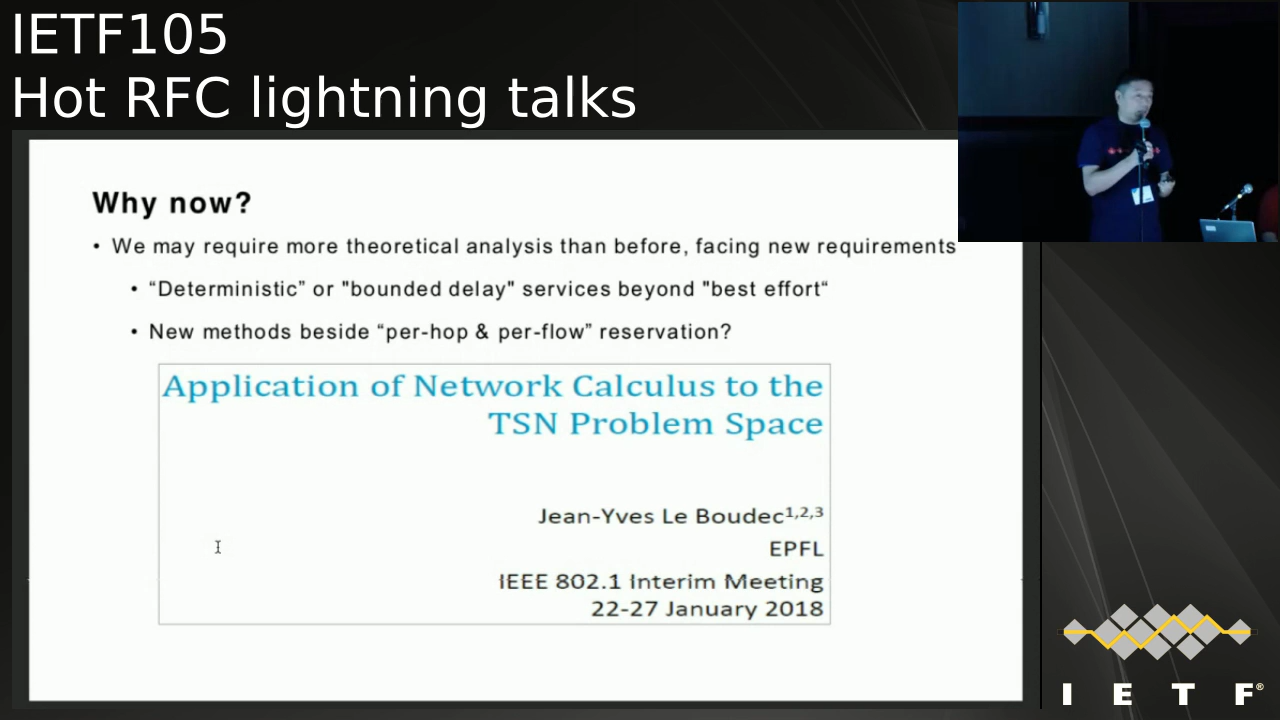 IETF105
Hot RFC lightning talks
Why now?
• We may require more theoretical analysis than before, facing new requirements
• “Deterministic” or "bounded delay" services beyond "best effort“
• New methods beside “per-hop & per-flow” reservation?
Application of Network Calculus to the
TSN Problem Space
Jean-Yves Le Boudec1,2,3
EPFL
IEEE 802.1 Interim Meeting
22-27 January 2018
I E T F®